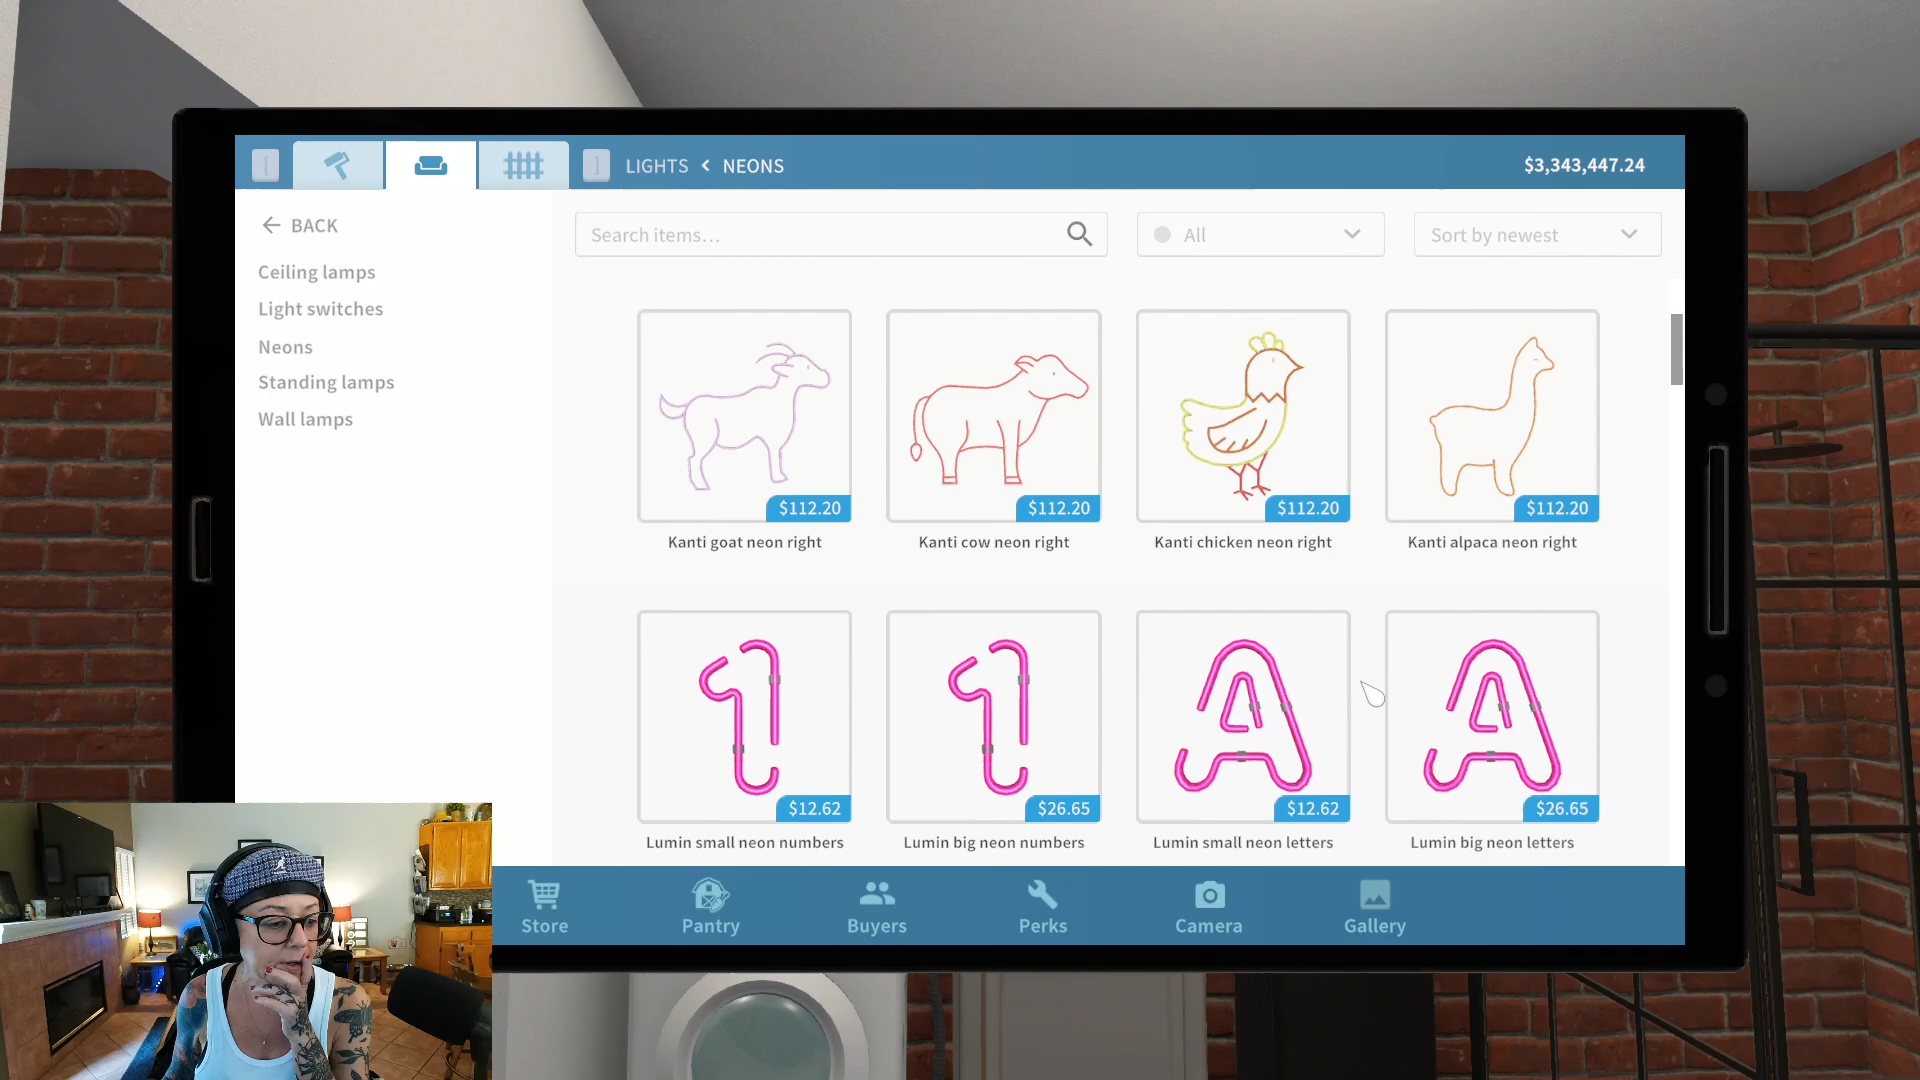 [
]
LIGHTS < NEONS
$3,343,447.24
BACK
Ceiling lamps
Light switches
Neons
Standing lamps
Wall lamps
Search items...
All
Sort by newest
$112.20
$112.20
$112.20
$112.20
Kanti goat neon right
Kanti cow neon right
Kanti chicken neon right
Kanti alpaca neon right
1
1
A
A
$12.62
$26.65
$12.62
$26.65
Lumin small neon numbers
Lumin big neon numbers
Lumin small neon letters
Lumin big neon letters
Store
Pantry
Buyers
Perks
Camera
Gallery